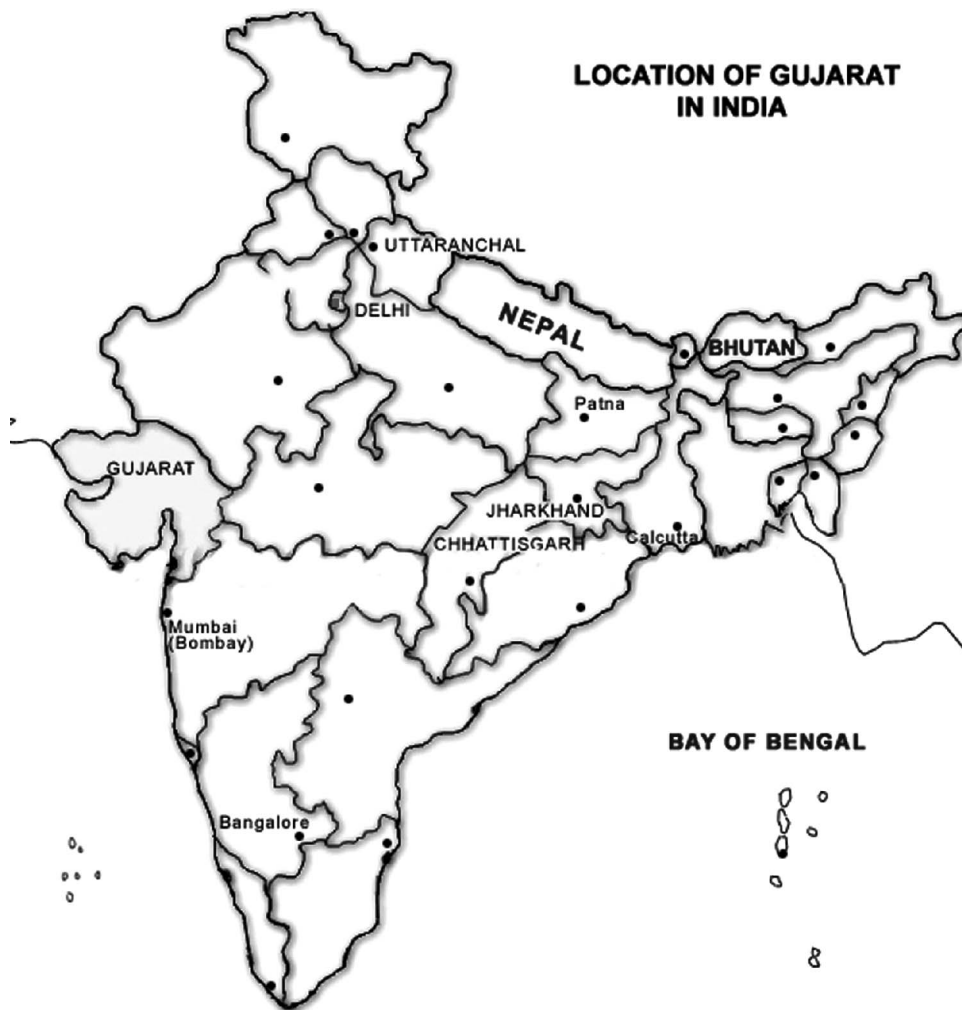 LOCATION OF GUJARAT
IN INDIA
UTTARANCHAL
DELHI
NEPAL
BHUTAN
Patna
GUJARAT
JHARKHAND
CHHATTISGARH
Calcutta
Mumbai
(Bombay)
BAY OF BENGAL
Bangalore